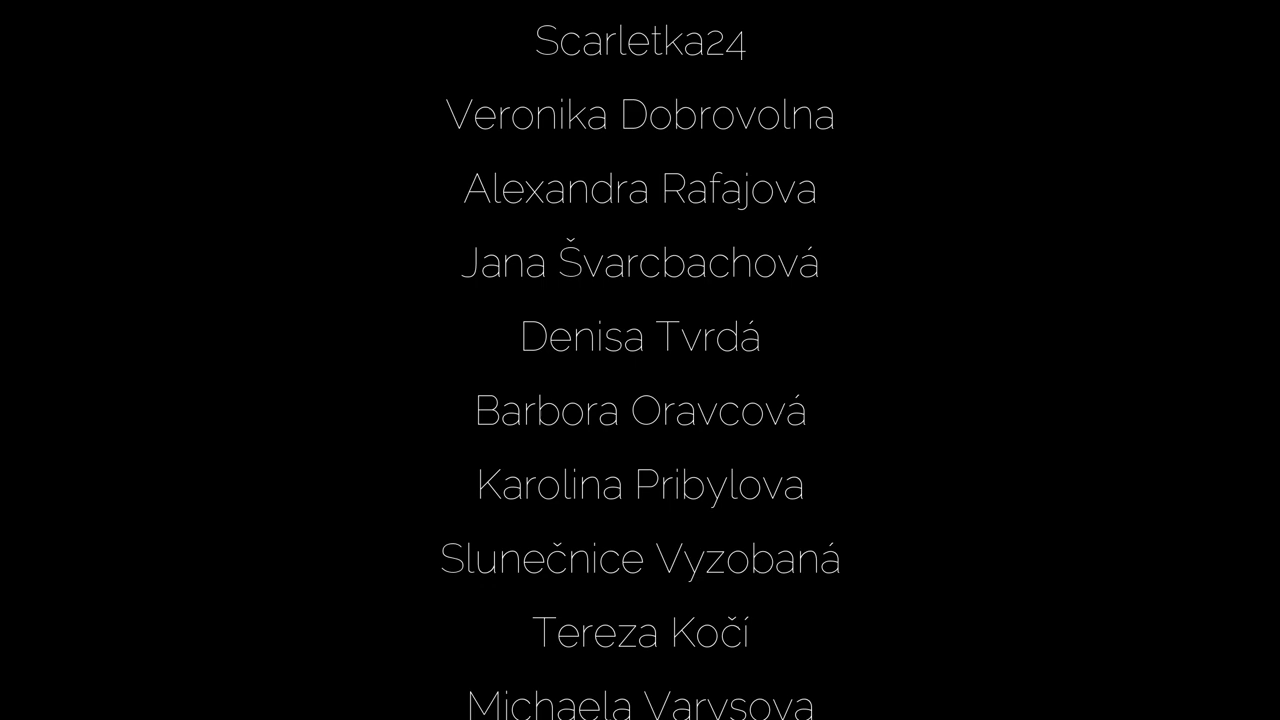 Scarletka24
Veronika Dobrovolna
Alexandra Rafajova
Jana Švarcbachová
Denisa Tvrdá
Barbora Oravcová
Karolina Pribylova
Slunečnice Vyzobaná
Tereza Kočí
Michaela Varysova